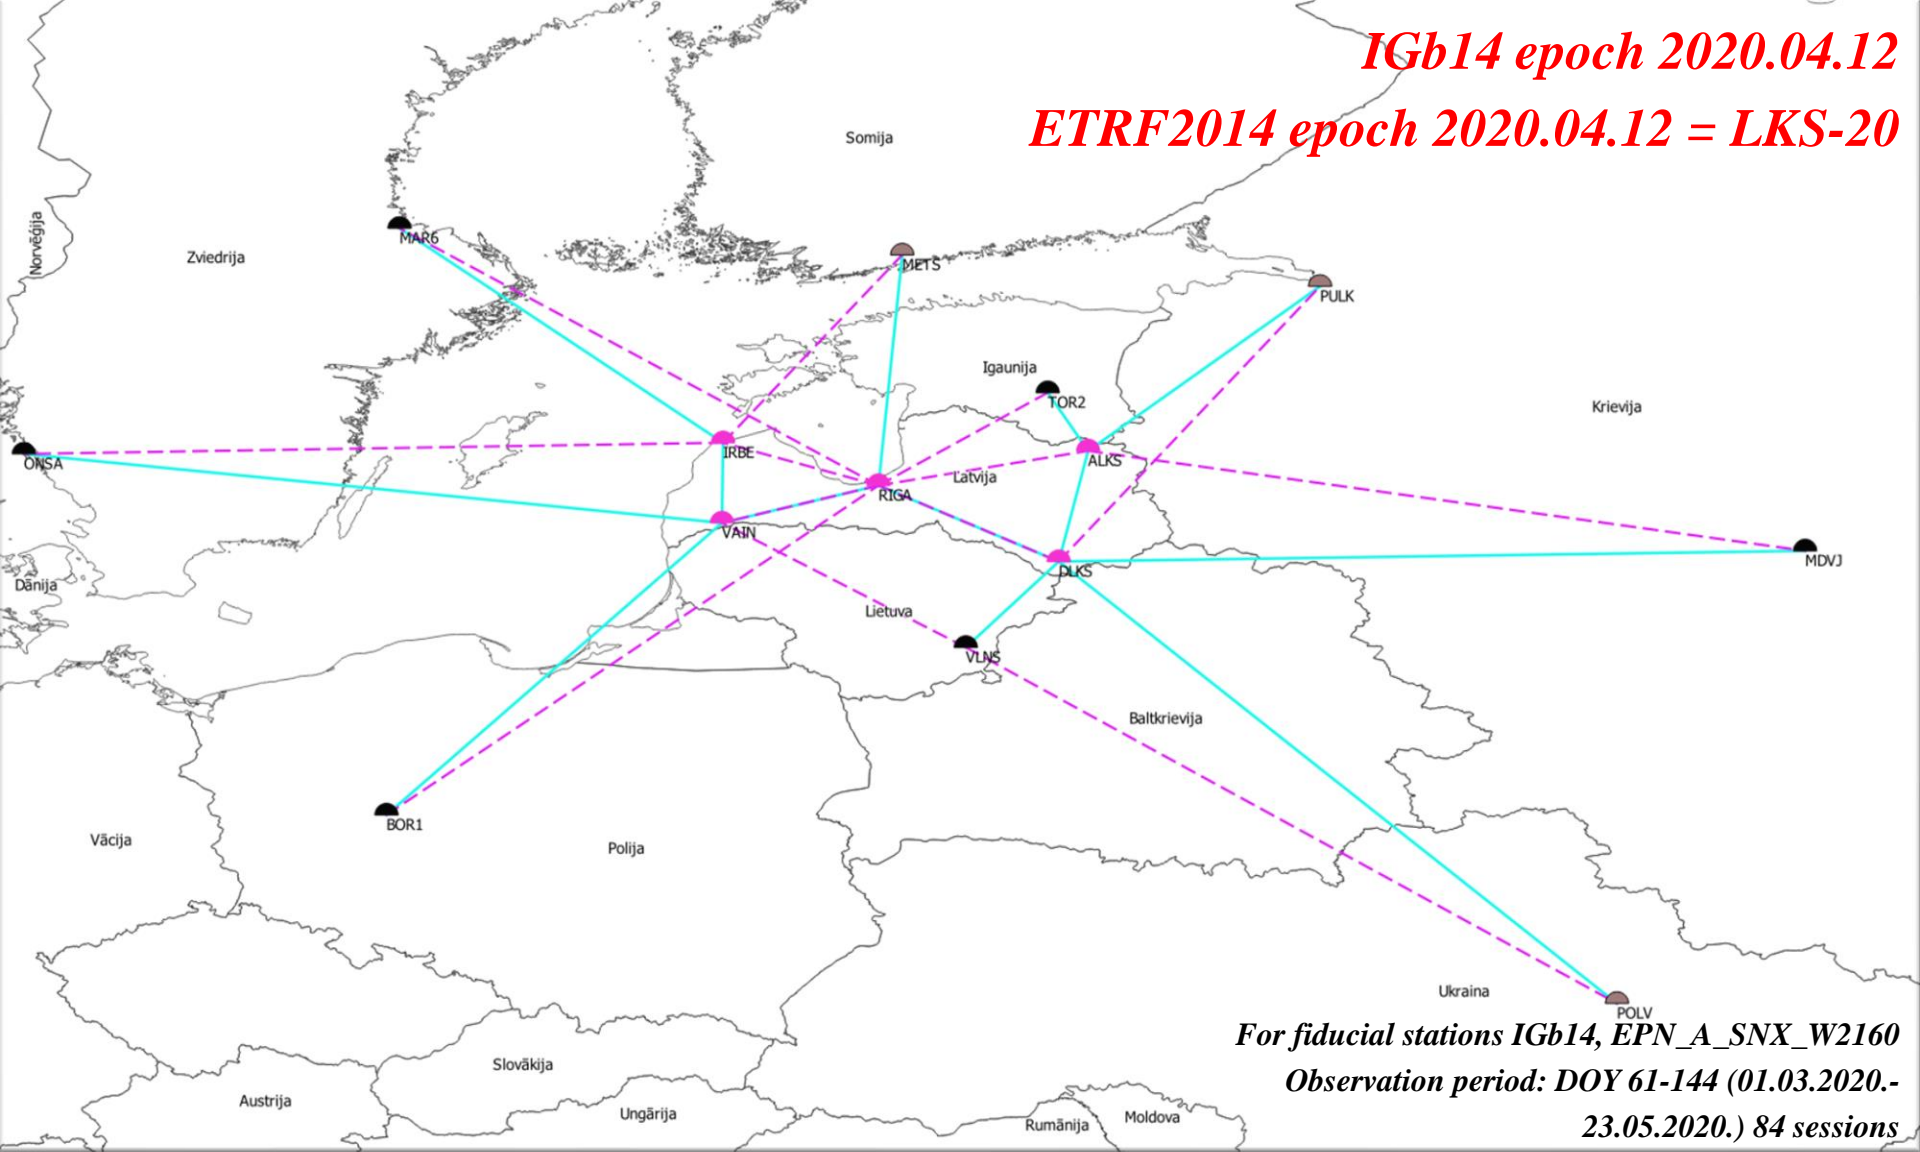 IGb14 epoch 2020.04.12
ETRF2014 epoch 2020.04.12 = LKS-20
Somija
Norvēģija
Zviedrija
MAR6
METS
PULK
Igaunija
TOR2
Krievija
ONSA
IRBE
ALKS
Latvija
RIGA
VAIN
MDVJ
DLKS
Dānija
Lietuva
VLNS
Baltkrievija
BOR1
Vācija
Polija
Ukraina
POLV
For fiducial stations IGb14, EPN_A_SNX_W2160
Observation period: DOY 61-144 (01.03.2020.-
23.05.2020.) 84 sessions
Slovākija
Austrija
Ungārija
Rumānija
Moldova